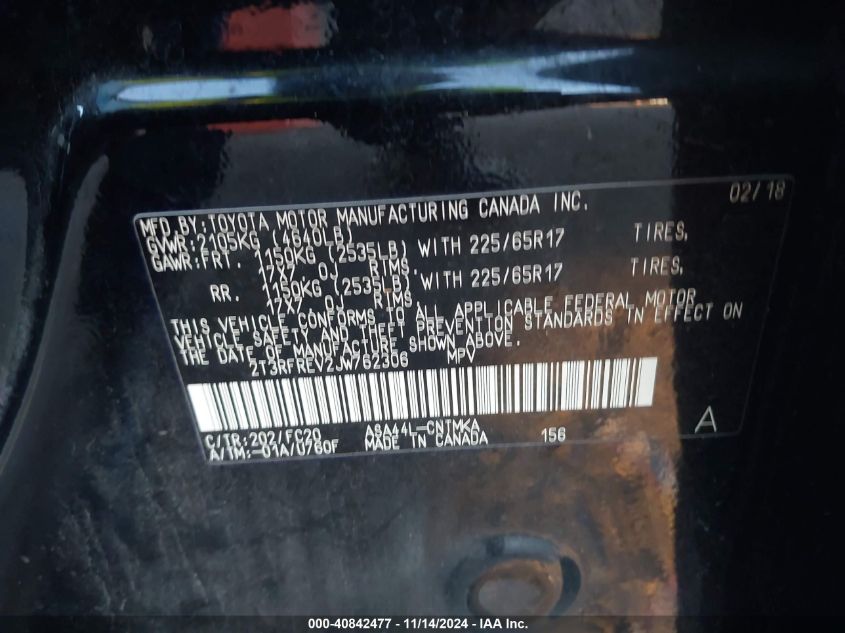 02/18
MFD.BY:TOYOTA MOTOR MANUFACTURING CANADA INC.
GVWR:2105KG (4640LB)
GAWR:FRT. 1150KG (2535LB) WITH 225/65R17 TIRES,
17X7.0J RIMS.
RR. 1150KG (2535LB) WITH 225/65R17 TIRES,
17X7.0J RIMS.
THIS VEHICLE CONFORMS TO ALL APPLICABLE FEDERAL MOTOR
VEHICLE SAFETY AND THEFT PREVENTION STANDARDS IN EFFECT ON
THE DATE OF MANUFACTURE SHOWN ABOVE.
2T3RFREV2JW762306 MPV
C/TR:202/FC20 ASA44L-CNTMKA
A/TM:-01A/U760F MADE IN CANADA 156 A
000-40842477 - 11/14/2024 - IAA Inc.